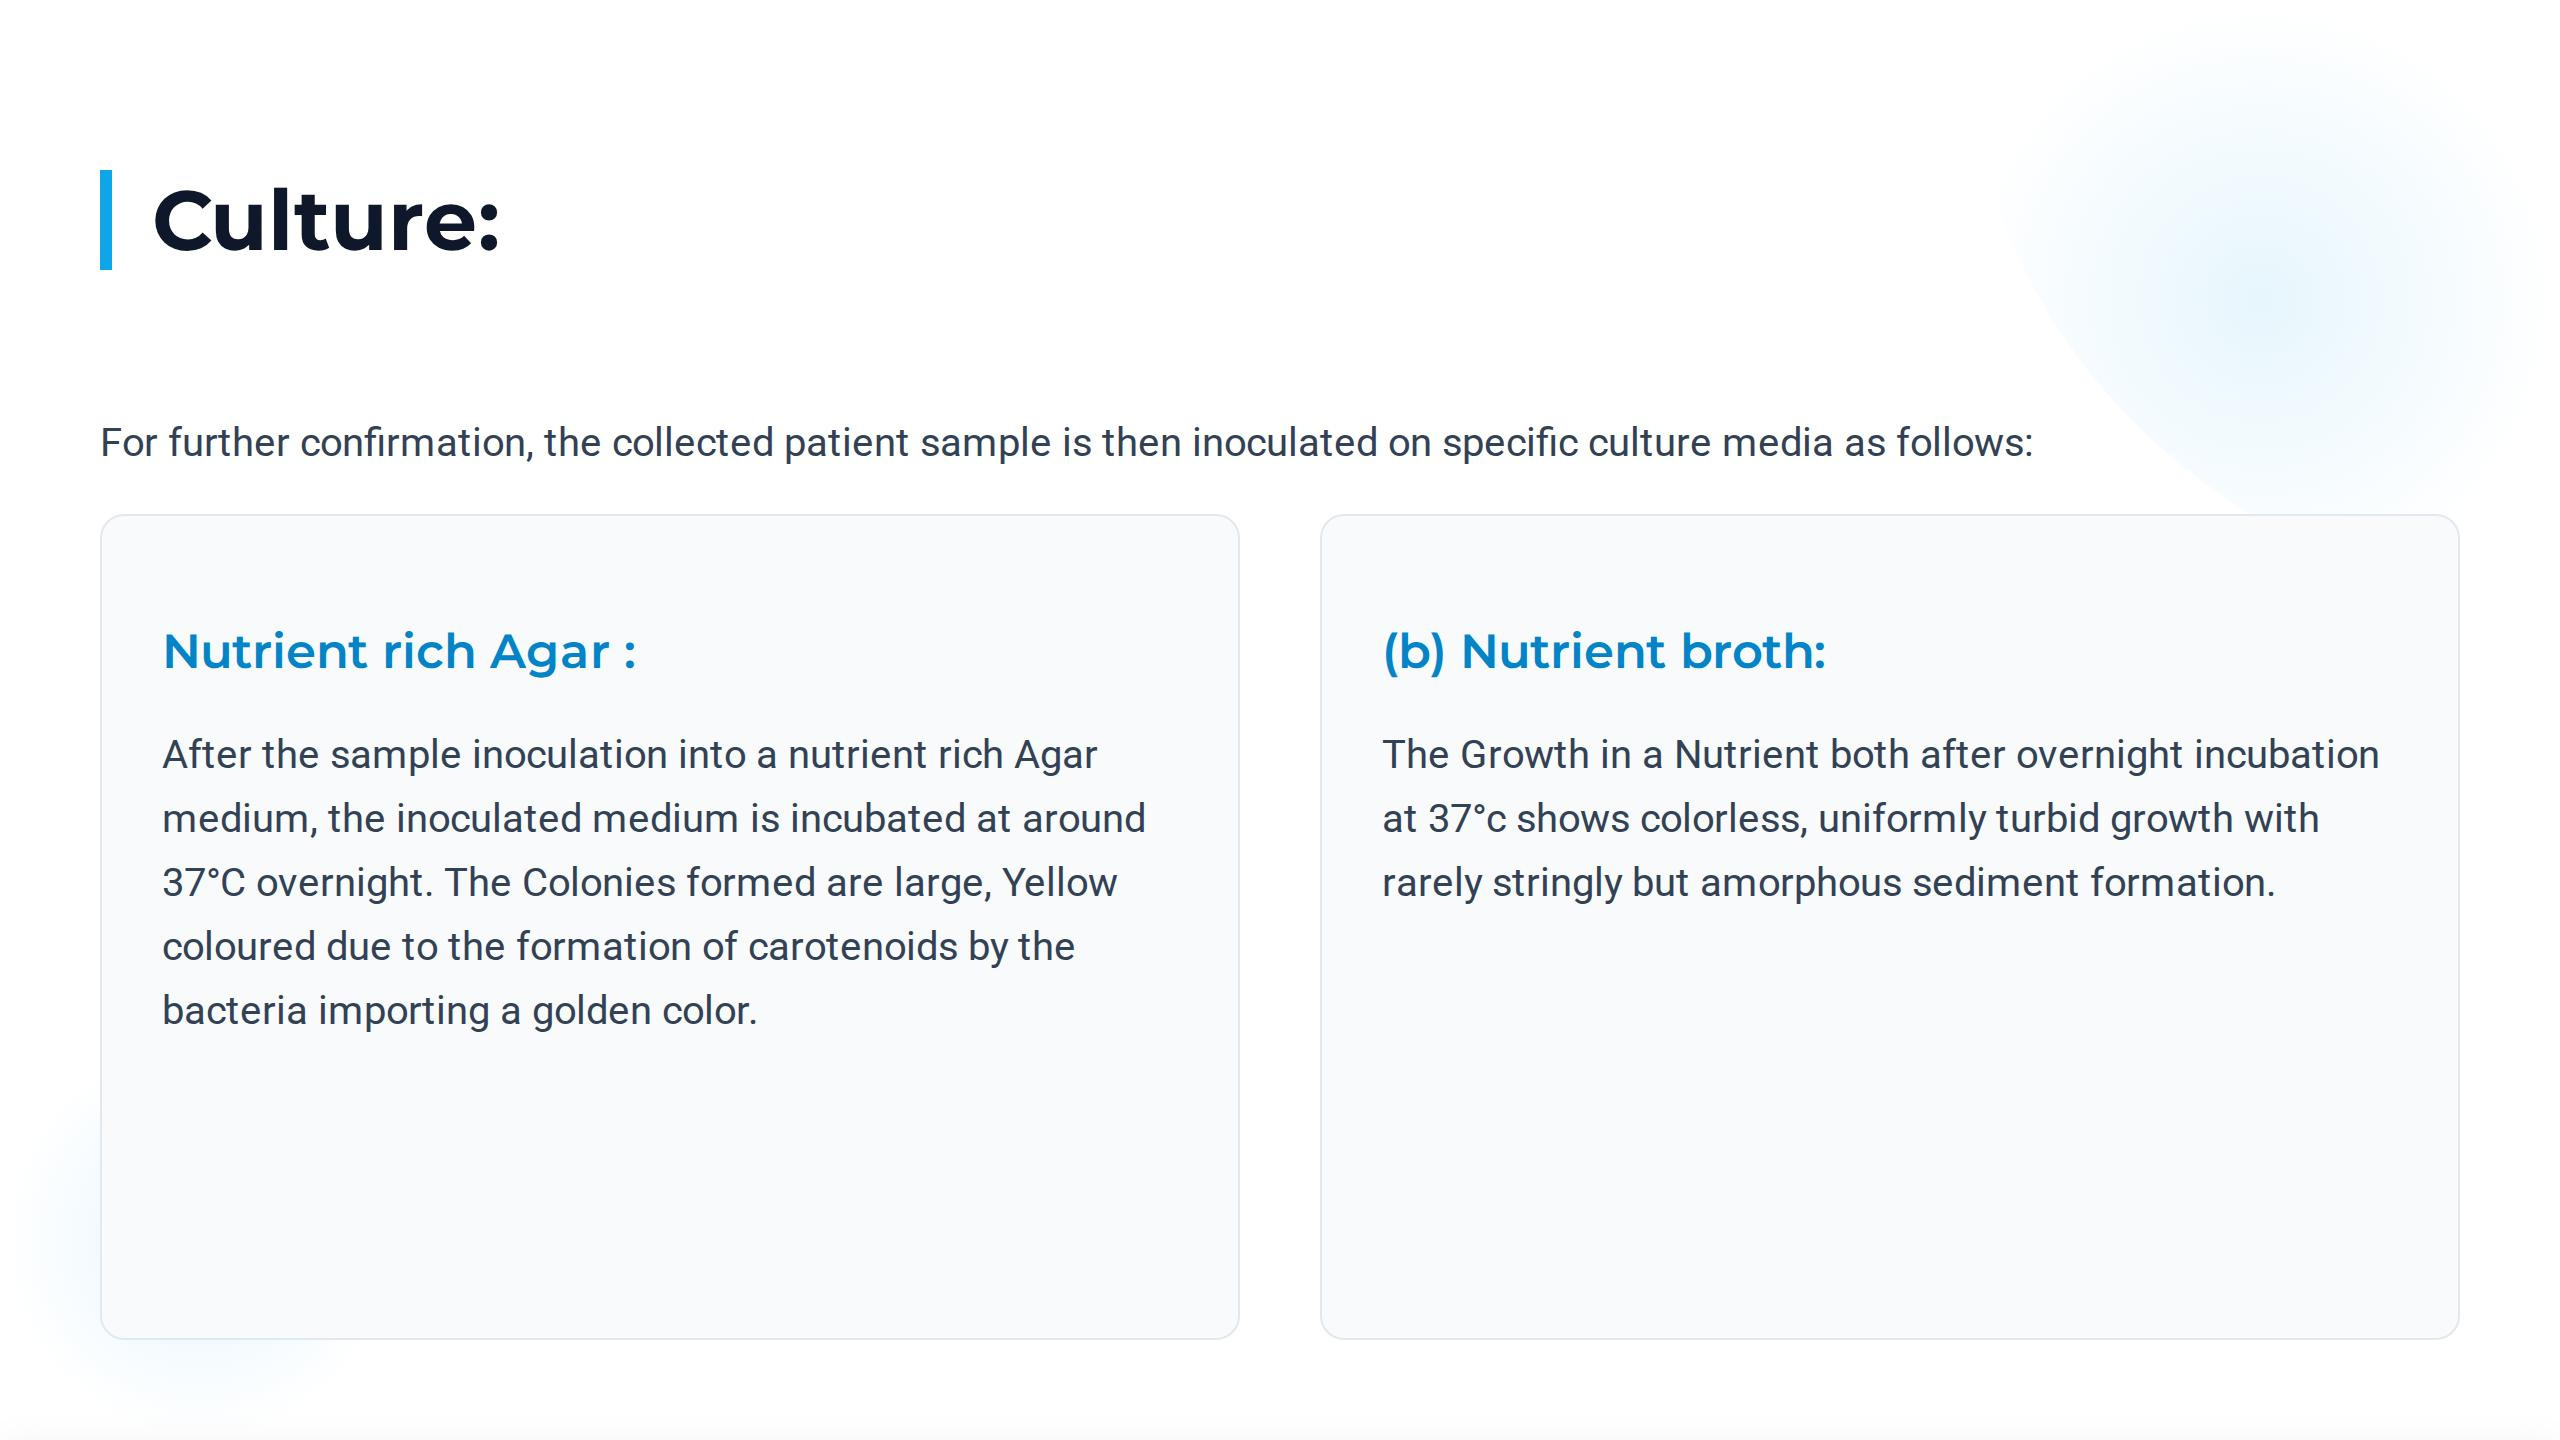 Culture:
For further confirmation, the collected patient sample is then inoculated on specific culture media as follows:
Nutrient rich Agar :
After the sample inoculation into a nutrient rich Agar
medium, the inoculated medium is incubated at around
37°C overnight. The Colonies formed are large, Yellow
coloured due to the formation of carotenoids by the
bacteria importing a golden color.
(b) Nutrient broth:
The Growth in a Nutrient both after overnight incubation
at 37°c shows colorless, uniformly turbid growth with
rarely stringly but amorphous sediment formation.